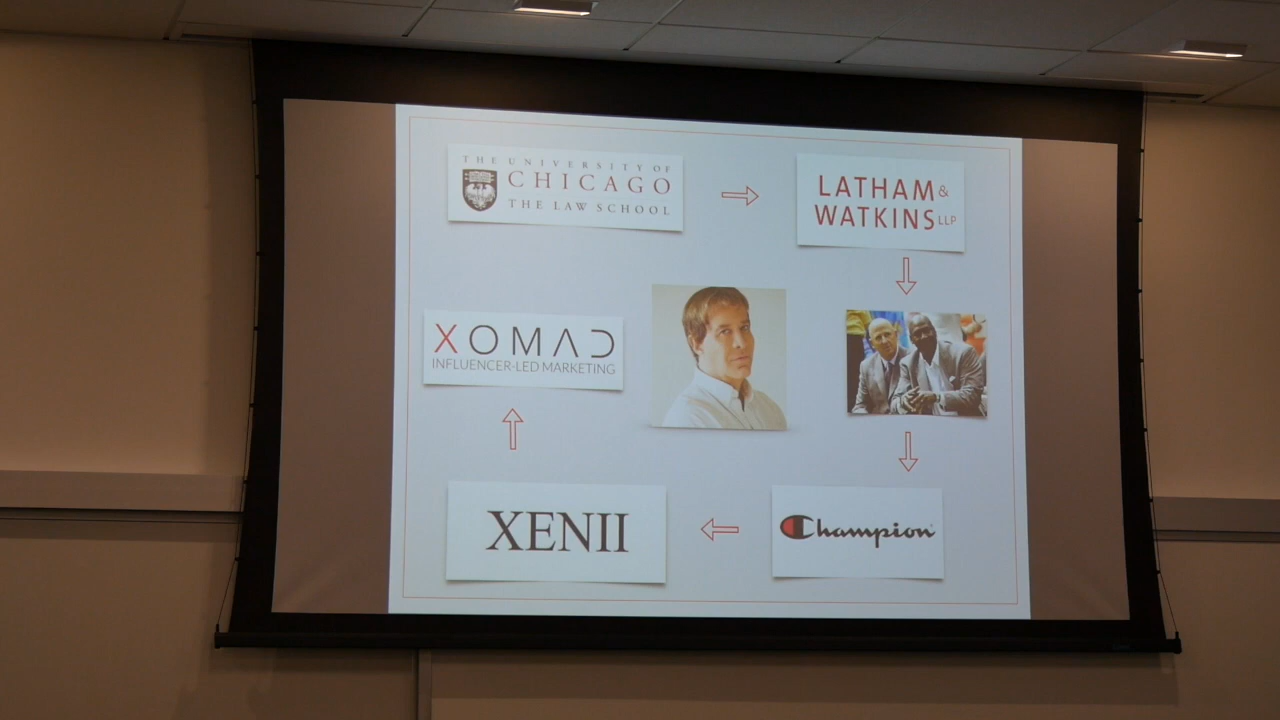 THE UNIVERSITY OF
CHICAGO
THE LAW SCHOOL
LATHAM &
WATKINS LLP
XOMAD
INFLUENCER-LED MARKETING
XENII
Champion